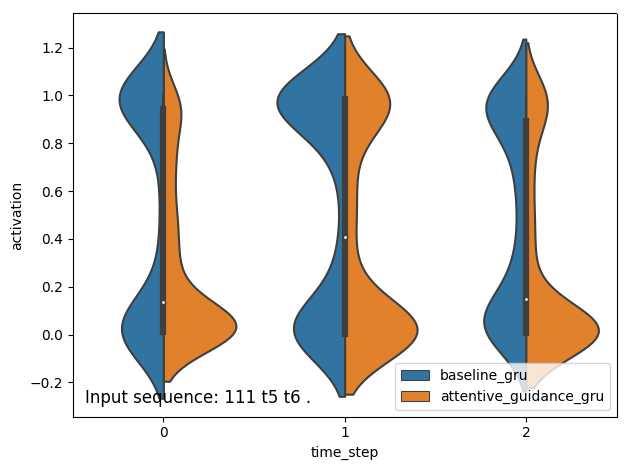 1.2
1.0
0.8
0.6
0.4
0.2
0.0
−0.2
activation
Input sequence: 111 t5 t6 .
baseline_gru
attentive_guidance_gru
0 1 2
time_step